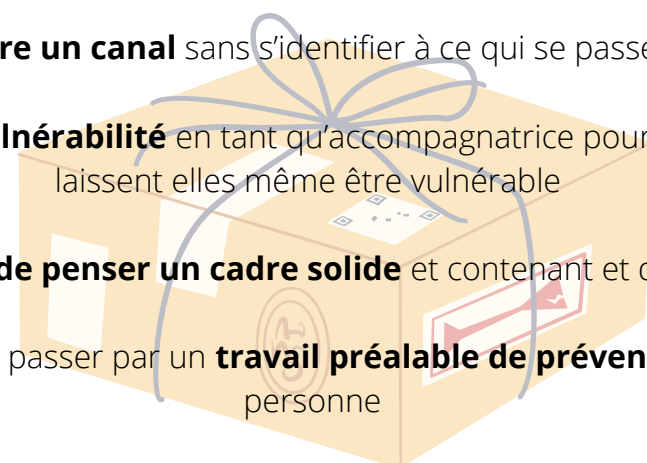 re un canal sans s'identifier à ce qui se passe
lnérabilité en tant qu'accompagnatrice pour
laissent elles même être vulnérable
de penser un cadre solide et contenant et
passer par un travail préalable de préven
personne